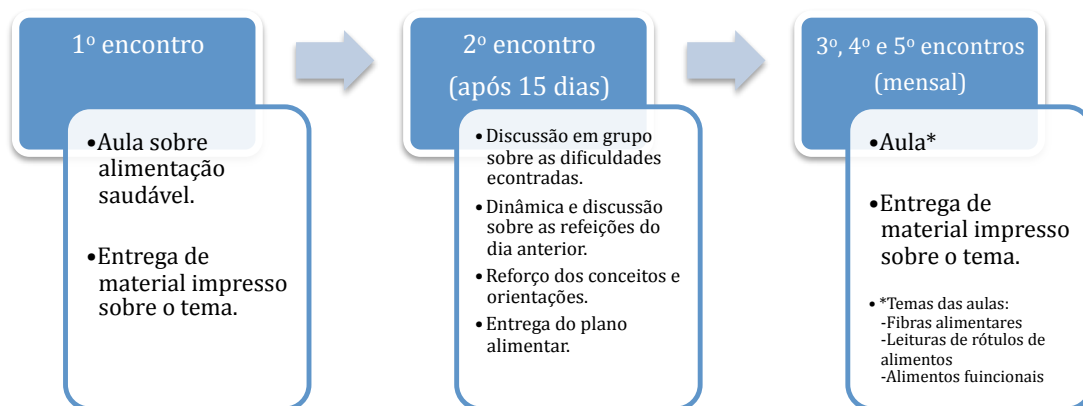 1º encontro
•Aula sobre
alimentação
saudável.
•Entrega de
material impresso
sobre o tema.
2º encontro
(após 15 dias)
•Discussão em grupo
sobre as dificuldades
econtradas.
•Dinâmica e discussão
sobre as refeições do
dia anterior.
•Reforço dos conceitos e
orientações.
•Entrega do plano
alimentar.
3º, 4º e 5º encontros
(mensal)
•Aula*
•Entrega de
material impresso
sobre o tema.
•*Temas das aulas:
-Fibras alimentares
-Leituras de rótulos de
alimentos
-Alimentos fuincionais